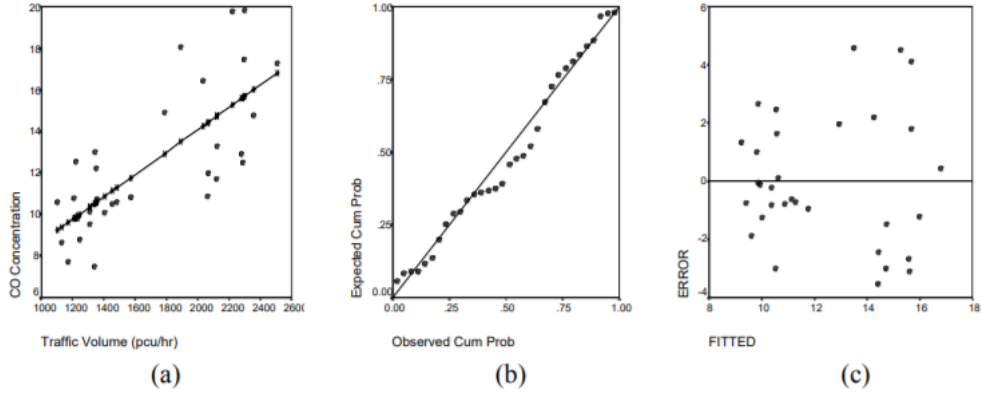 20
18
16
14
12
10
8
6
CO Concentration
1000 1200 1400 1600 1800 2000 2200 2400 2600
Traffic Volume (pcu/hr)
(a)
1.00
.75
.50
.25
0.00
Expected Cum Prob
0.00 .25 .50 .75 1.00
Observed Cum Prob
(b)
6
4
2
0
-2
-4
ERROR
8 10 12 14 16 18
FITTED
(c)